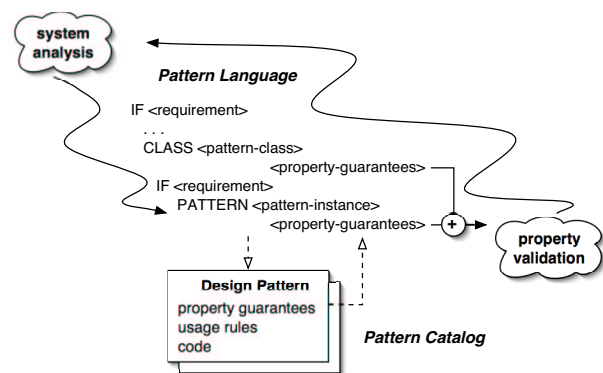 system
analysis
Pattern Language
IF <requirement>
. . .
CLASS <pattern-class>
<property-guarantees>
IF <requirement>
PATTERN <pattern-instance>
<property-guarantees>
+
property
validation
Design Pattern
property guarantees
usage rules
code
Pattern Catalog